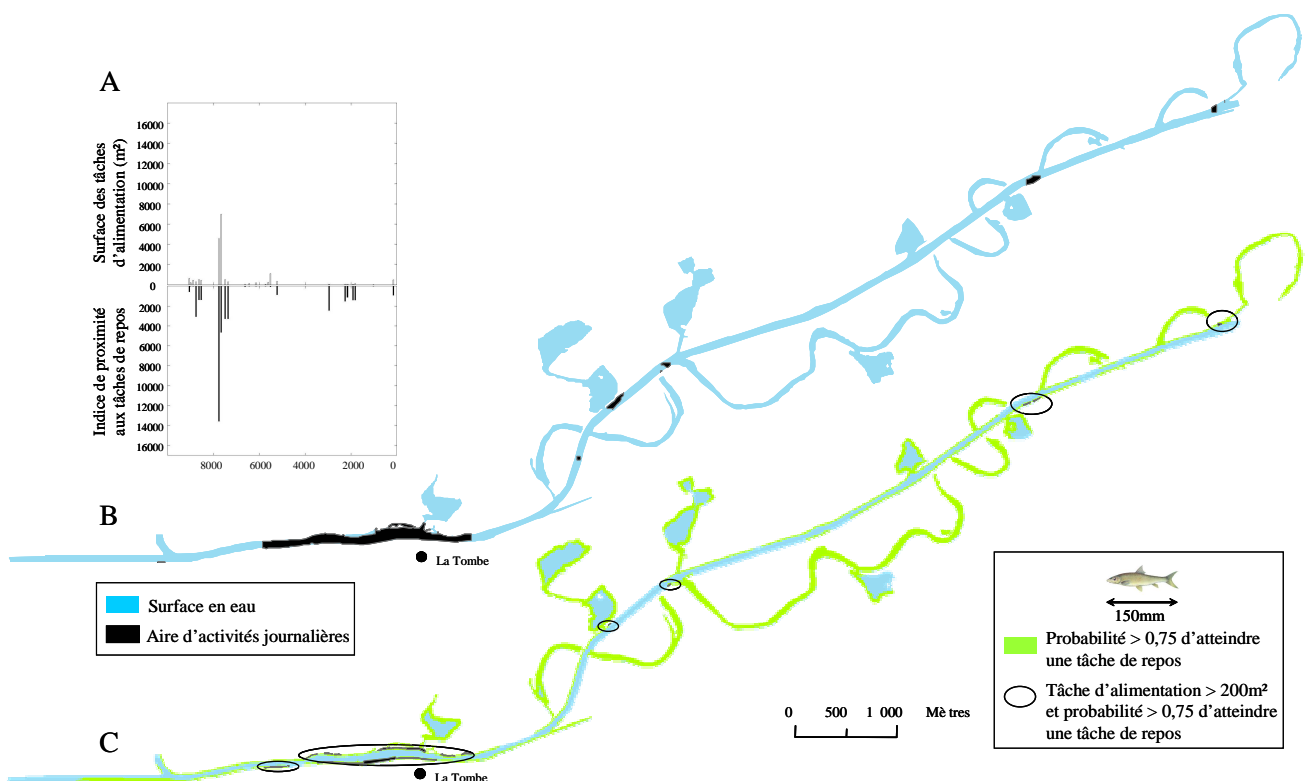 A
Surface des tâches
d'alimentation (m²)
16000
14000
12000
10000
8000
6000
4000
2000
0
Indice de proximité
aux tâches de repos
2000
4000
6000
8000
10000
12000
14000
16000
8000 6000 4000 2000 0
B
La Tombe
Surface en eau
Aire d'activités journalières
C
La Tombe
0 500 1 000 Mè tres
150mm
Probabilité > 0,75 d'atteindre
une tâche de repos
Tâche d'alimentation > 200m²
et probabilité > 0,75 d'atteindre
une tâche de repos